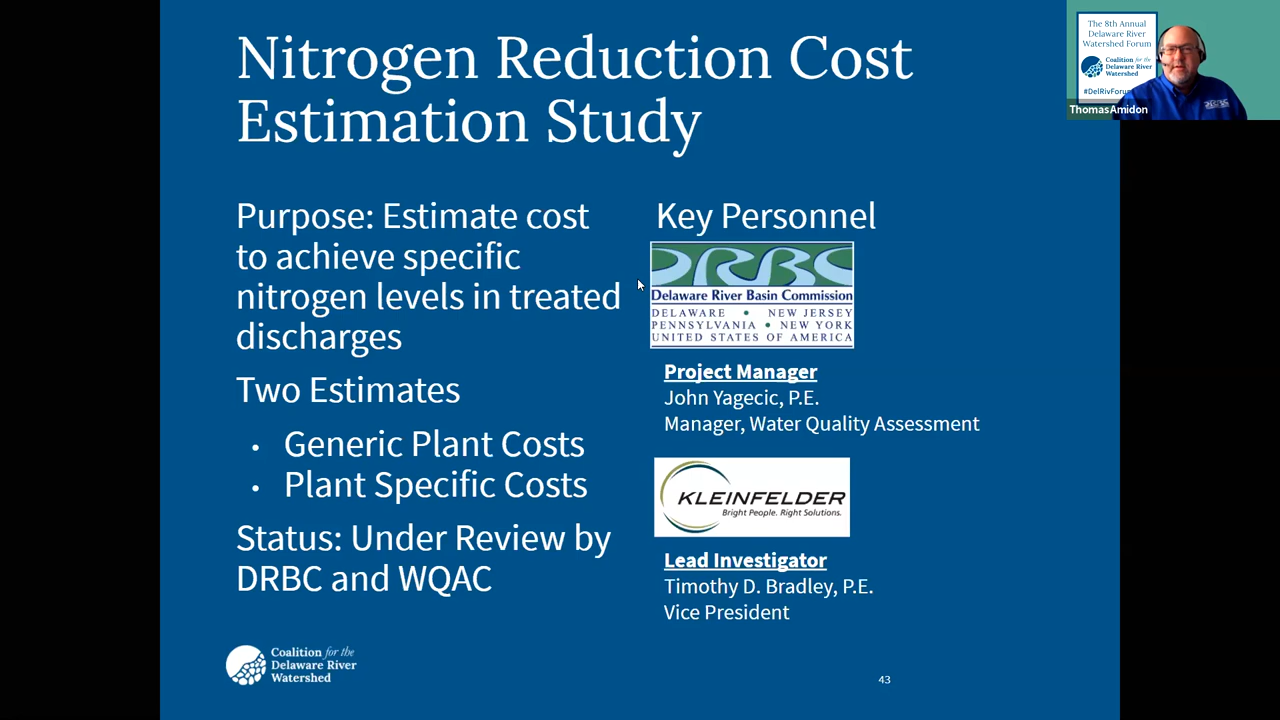 Nitrogen Reduction Cost
Estimation Study
Purpose: Estimate cost
to achieve specific
nitrogen levels in treated
discharges
Two Estimates
• Generic Plant Costs
• Plant Specific Costs
Status: Under Review by
DRBC and WQAC
Key Personnel
DRBC
Delaware River Basin Commission
DELAWARE • NEW JERSEY
PENNSYLVANIA • NEW YORK
UNITED STATES OF AMERICA
Project Manager
John Yagecic, P.E.
Manager, Water Quality Assessment
KLEINFELDER
Bright People. Right Solutions.
Lead Investigator
Timothy D. Bradley, P.E.
Vice President
Coalition for the
Delaware River
Watershed
43
The 8th Annual
Delaware River
Watershed Forum
Coalition for the
Delaware River
Watershed
#DelRivForu
DRBC
Thomas Amidon